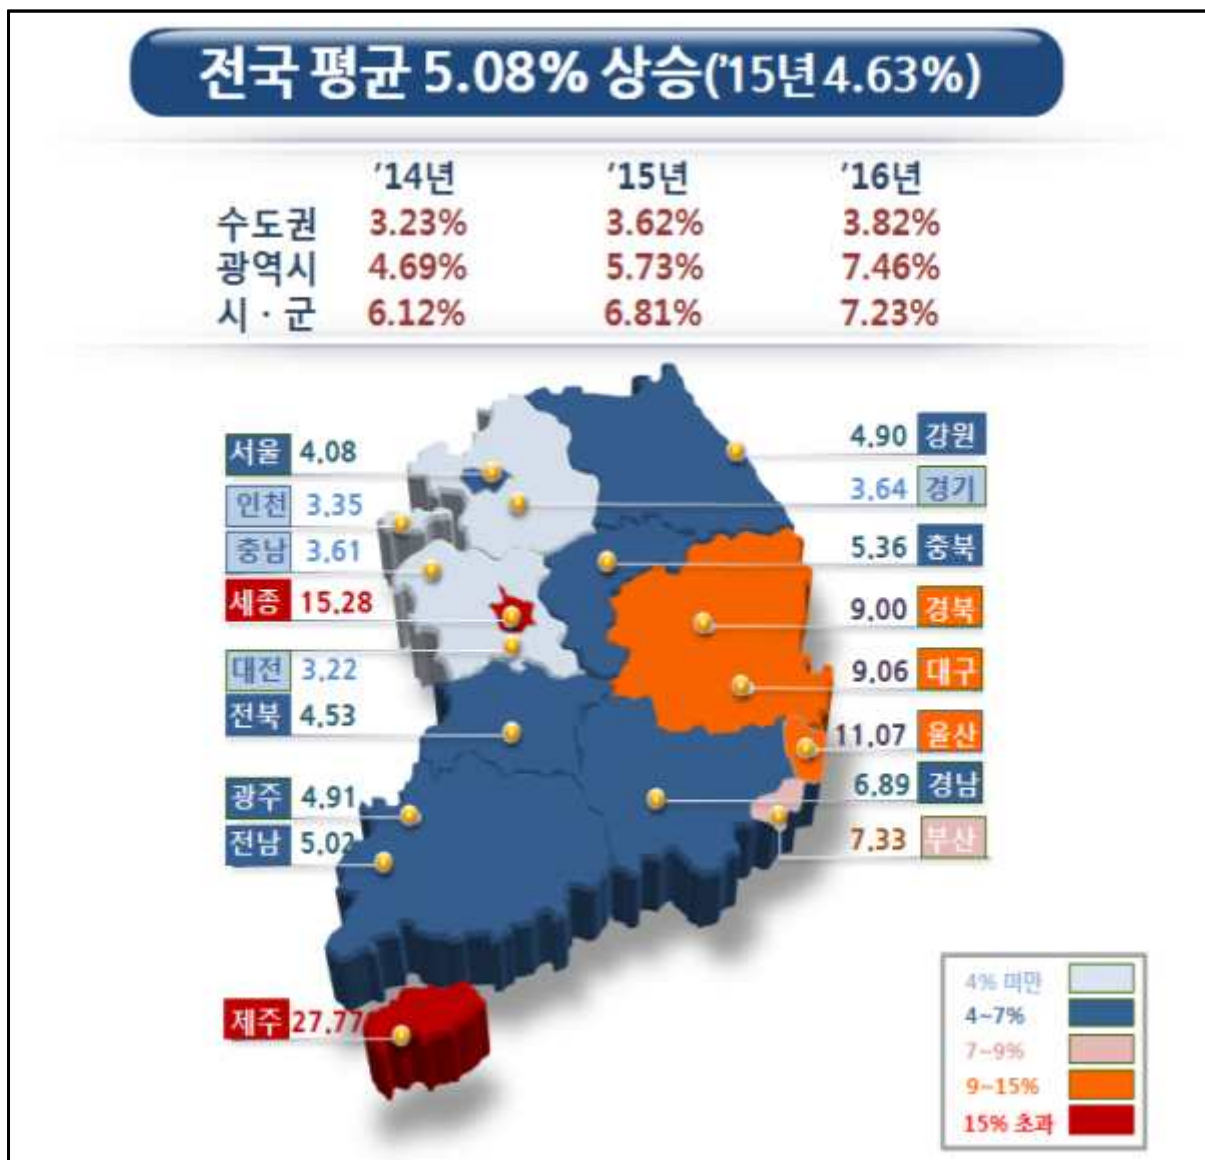 전국 평균 5.08% 상승('15년 4.63%)
'14년 '15년 '16년
수도권 3.23% 3.62% 3.82%
광역시 4.69% 5.73% 7.46%
시·군 6.12% 6.81% 7.23%
서울 4.08
인천 3.35
충남 3.61
세종 15.28
대전 3.22
전북 4.53
광주 4.91
전남 5.02
제주 27.77
4.90 강원
3.64 경기
5.36 충북
9.00 경북
9.06 대구
11.07 울산
6.89 경남
7.33 부산
4% 미만
4~7%
7~9%
9~15%
15% 초과